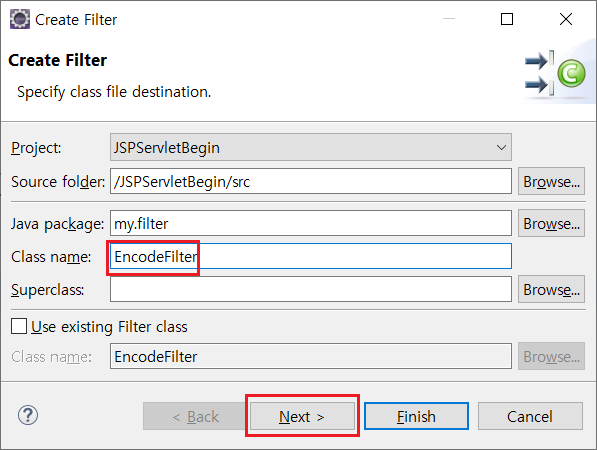 Create Filter
Create Filter
Specify class file destination.
Project: JSPServletBegin
Source folder: /JSPServletBegin/src Browse...
Java package: my.filter Browse...
Class name: EncodeFilter
Superclass: Browse...
Use existing Filter class
Class name: EncodeFilter Browse...
? < Back Next > Finish Cancel